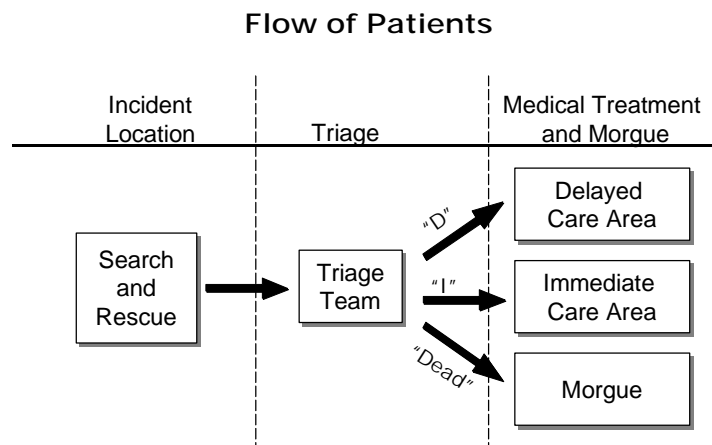 Flow of Patients
Incident
Location
Triage
Medical Treatment
and Morgue
Search
and
Rescue
Triage
Team
“D”
“I”
“Dead”
Delayed
Care Area
Immediate
Care Area
Morgue